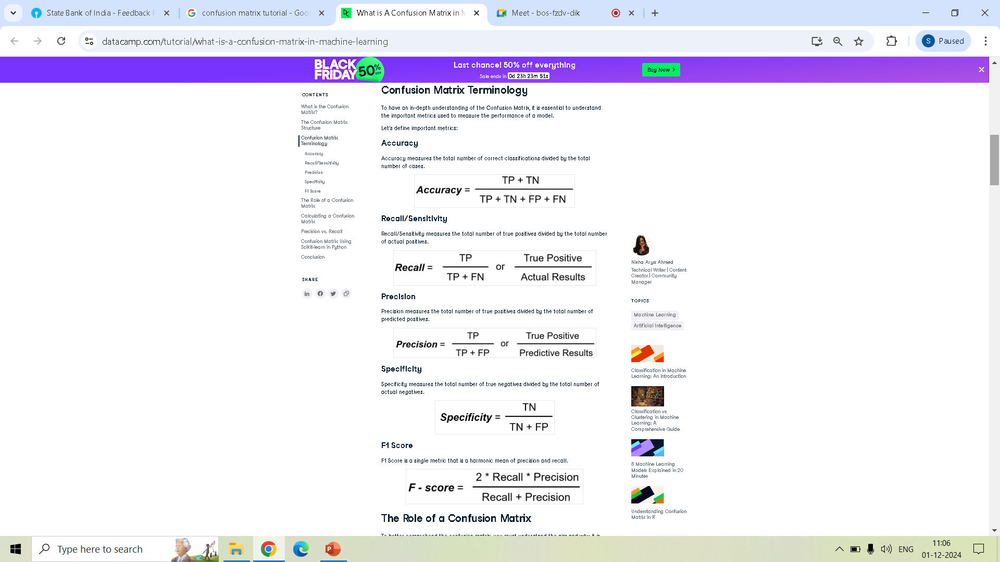 State Bank of India - Feedback F
confusion matrix tutorial - Goo
What is A Confusion Matrix in M
Meet - bos-fzdv-dik
datacamp.com/tutorial/what-is-a-confusion-matrix-in-machine-learning
S
Paused
BLACK
FRIDAY
50%
OFF
Last chance! 50% off everything
Sale ends in 0d 23h 23m 51s
Buy Now
CONTENTS
What is the Confusion
Matrix?
The Confusion Matrix
Structure
Confusion Matrix
Terminology
Accuracy
Recall/Sensitivity
Precision
Specificity
F1 Score
The Role of a Confusion
Matrix
Calculating a Confusion
Matrix
Precision vs. Recall
Confusion Matrix Using
Scikit-learn in Python
Conclusion
SHARE
Confusion Matrix Terminology
To have an in-depth understanding of the Confusion Matrix, it is essential to understand
the important metrics used to measure the performance of a model.
Let's define important metrics:
Accuracy
Accuracy measures the total number of correct classifications divided by the total
number of cases.
TP + TN
Accuracy =
TP + TN + FP + FN
Recall/Sensitivity
Recall/Sensitivity measures the total number of true positives divided by the total number
of actual positives.
TP True Positive
Recall = or
TP + FN Actual Results
Precision
Precision measures the total number of true positives divided by the total number of
predicted positives.
TP True Positive
Precision = or
TP + FP Predictive Results
Specificity
Specificity measures the total number of true negatives divided by the total number of
actual negatives.
TN
Specificity =
TN + FP
F1 Score
F1 Score is a single metric that is a harmonic mean of precision and recall.
2 * Recall * Precision
F - score =
Recall + Precision
The Role of a Confusion Matrix
To better comprehend the confusion matrix, you must understand the aim and why it is
Nisha Arya Ahmed
Technical Writer | Content
Creator | Community
Manager
TOPICS
Machine Learning
Artificial Intelligence
Classification in Machine
Learning: An Introduction
Classification vs
Clustering in Machine
Learning: A
Comprehensive Guide
8 Machine Learning
Models Explained in 20
Minutes
Understanding Confusion
Matrix in R
Type here to search
P
ENG
11:06
01-12-2024